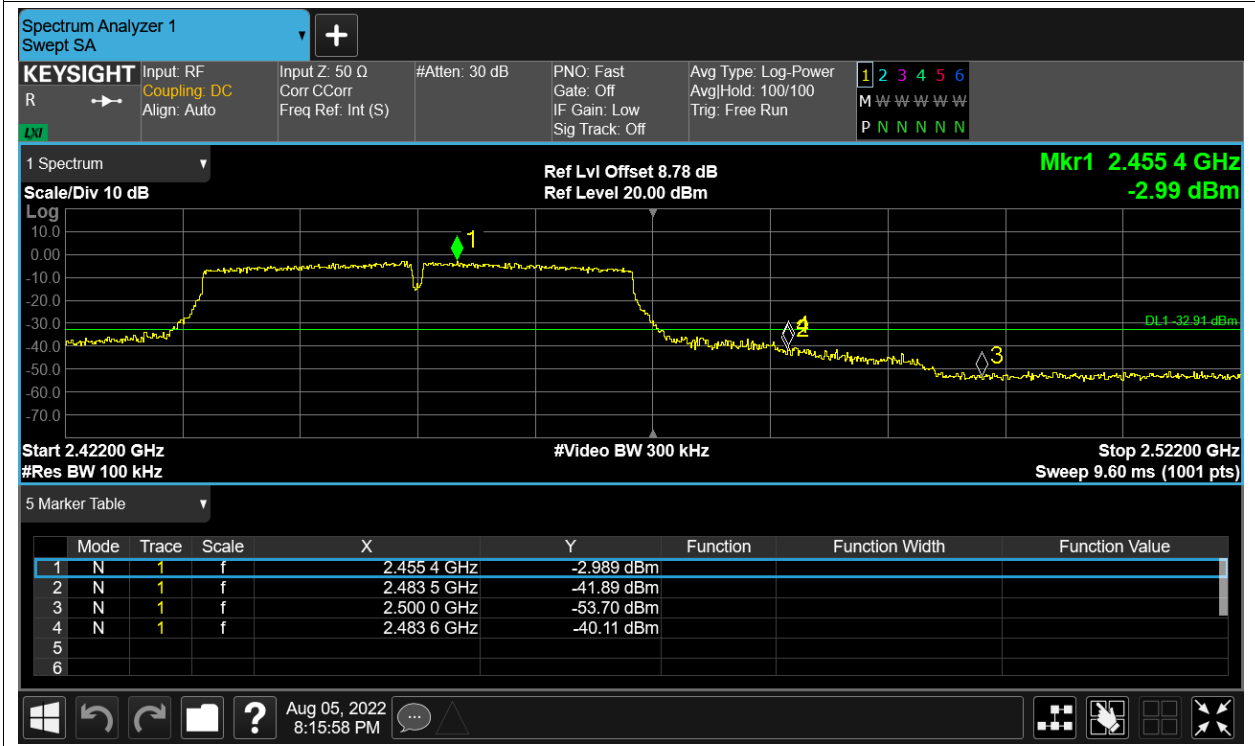 Spectrum Analyzer 1
Swept SA
+
KEYSIGHT Input: RF Input Z: 50 Ω #Atten: 30 dB PNO: Fast Avg Type: Log-Power 1 2 3 4 5 6
R Coupling: DC Corr CCorr Gate: Off Avg|Hold: 100/100 M W W W W W
Align: Auto Freq Ref: Int (S) IF Gain: Low Trig: Free Run
LXI Sig Track: Off P N N N N N
1 Spectrum Ref Lvl Offset 8.78 dB Mkr1 2.455 4 GHz
Scale/Div 10 dB Ref Level 20.00 dBm -2.99 dBm
Log
10.0
1
0.00
-10.0
-20.0
-30.0 DL1 -32.91 dBm
4
2
-40.0
3
-50.0
-60.0
-70.0
Start 2.42200 GHz #Video BW 300 kHz Stop 2.52200 GHz
#Res BW 100 kHz Sweep 9.60 ms (1001 pts)
5 Marker Table
Mode Trace Scale X Y Function Function Width Function Value
1 N 1 f 2.455 4 GHz -2.989 dBm
2 N 1 f 2.483 5 GHz -41.89 dBm
3 N 1 f 2.500 0 GHz -53.70 dBm
4 N 1 f 2.483 6 GHz -40.11 dBm
5
6
? Aug 05, 2022
8:15:58 PM